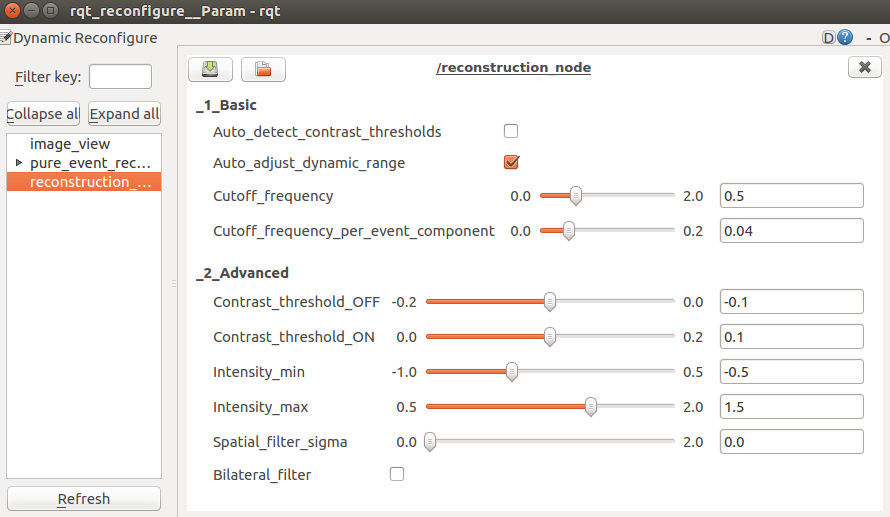 rqt_reconfigure__Param - rqt
Dynamic Reconfigure
D ? - O
Filter key:
Collapse all Expand all
image_view
pure_event_rec...
reconstruction_...
Refresh
/reconstruction_node
_1_Basic
Auto_detect_contrast_thresholds
Auto_adjust_dynamic_range
Cutoff_frequency 0.0 2.0 0.5
Cutoff_frequency_per_event_component 0.0 0.2 0.04
_2_Advanced
Contrast_threshold_OFF -0.2 0.0 -0.1
Contrast_threshold_ON 0.0 0.2 0.1
Intensity_min -1.0 0.5 -0.5
Intensity_max 0.5 2.0 1.5
Spatial_filter_sigma 0.0 2.0 0.0
Bilateral_filter